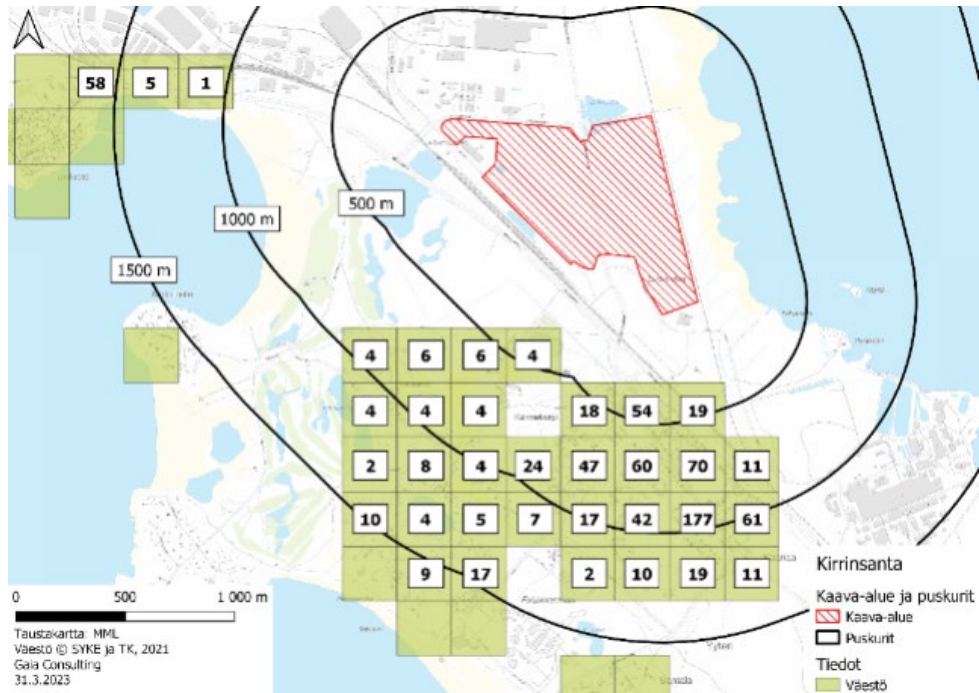 58 5 1
500 m
1000 m
1500 m
4 6 6 4
4 4 4 18 54 19
2 8 4 24 47 60 70 11
10 4 5 7 17 42 177 61
9 17 2 10 19 11
0 500 1 000 m
Taustakartta: MML
Väestö © SYKE ja TK, 2021
Gaia Consulting
31.3.2023
Kirrinsanta
Kaava-alue ja puskurit
Kaava-alue
Puskurit
Tiedot
Väestö